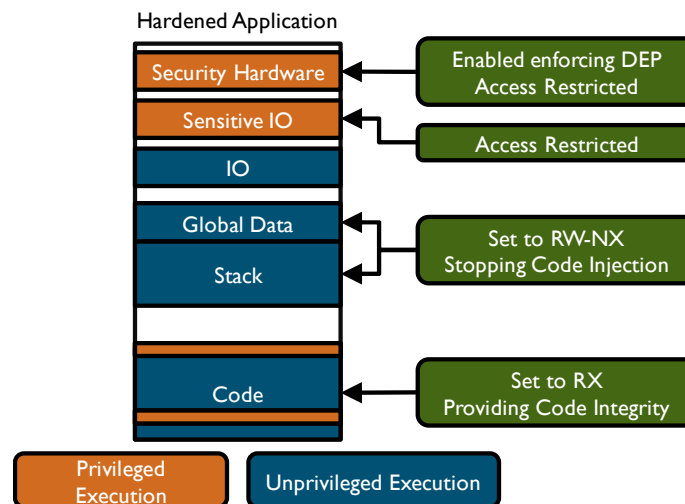 Hardened Application
Security Hardware
Enabled enforcing DEP
Access Restricted
Sensitive IO
Access Restricted
IO
Global Data
Stack
Set to RW-NX
Stopping Code Injection
Code
Set to RX
Providing Code Integrity
Privileged
Execution
Unprivileged Execution